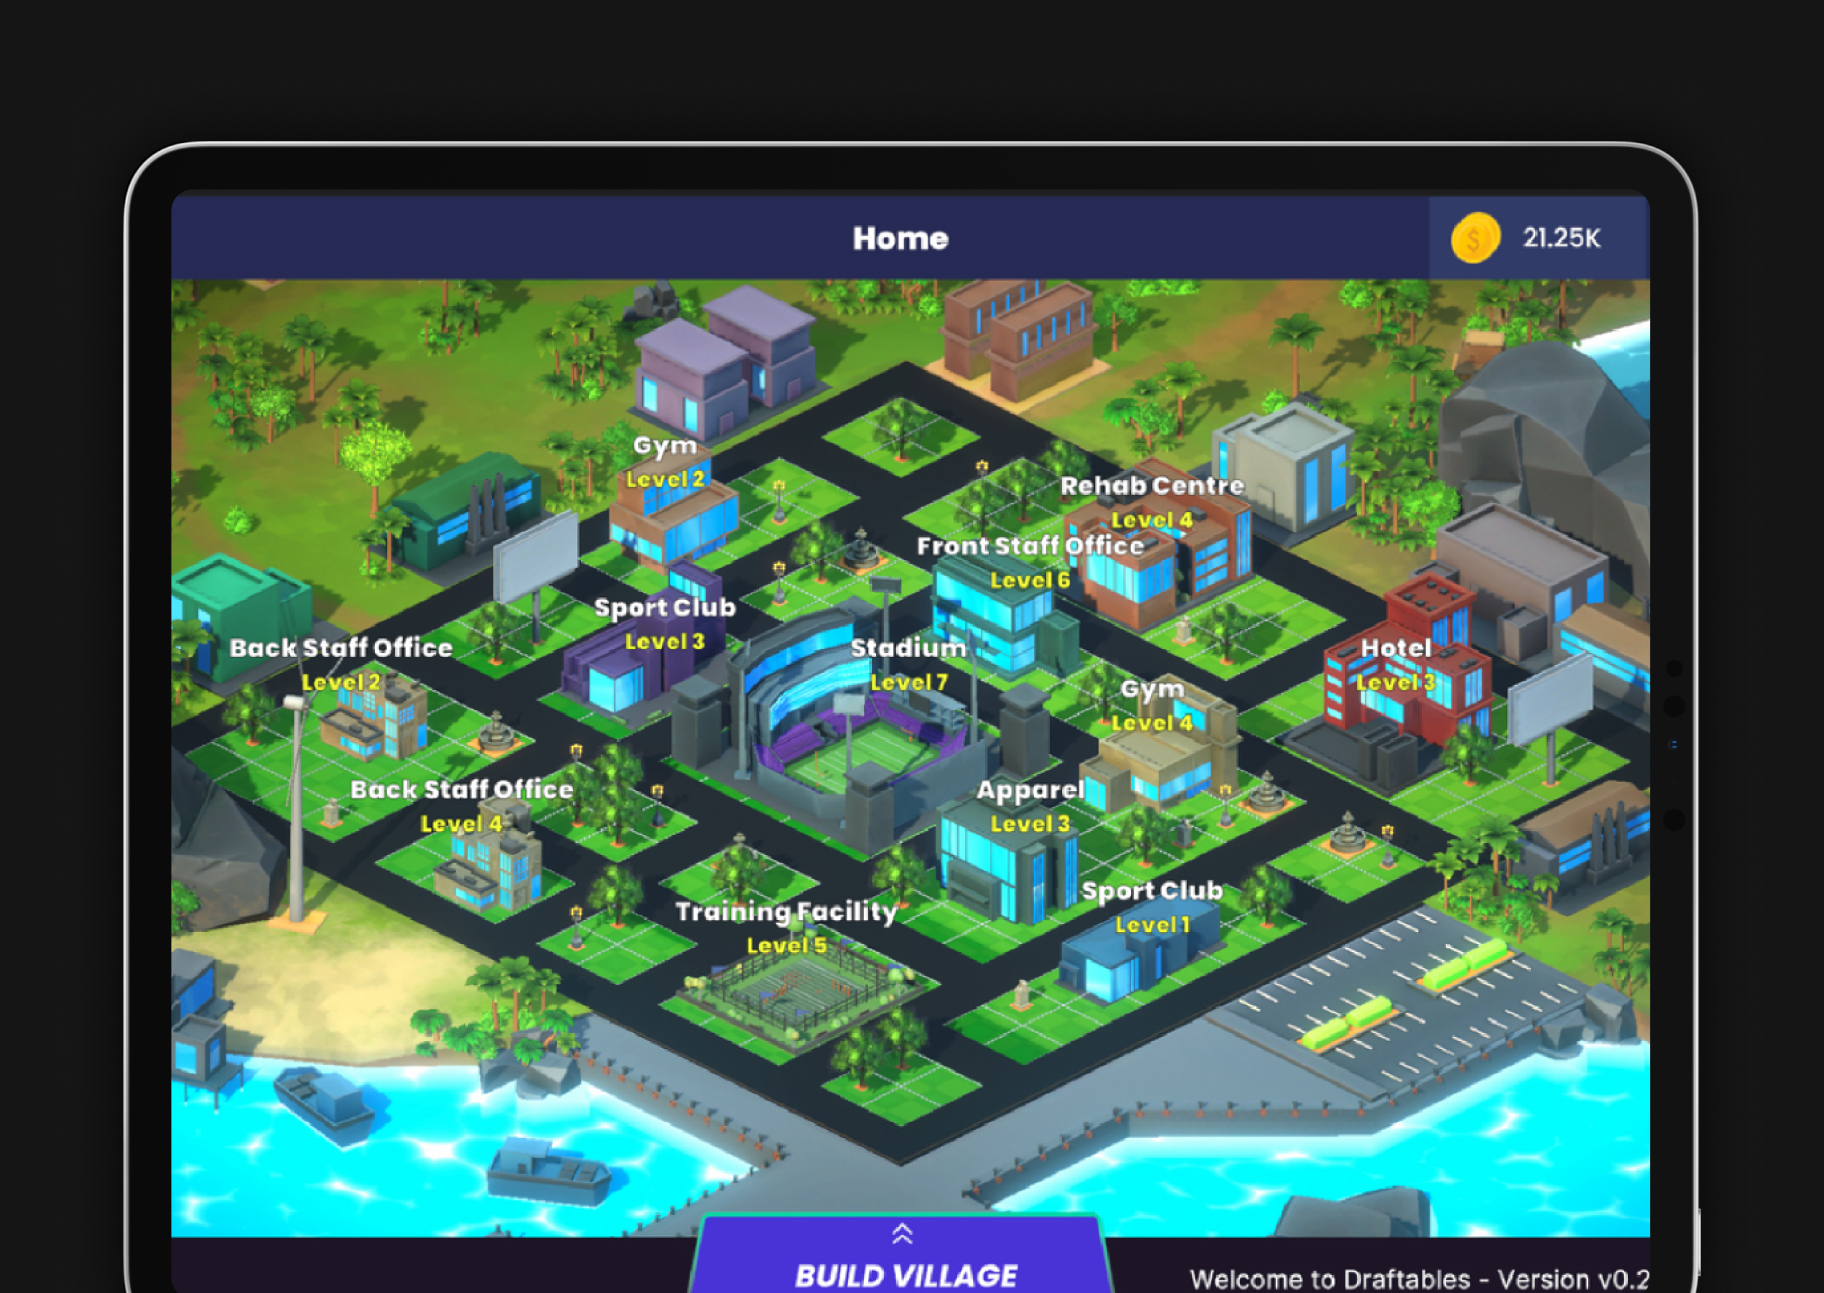 Home
21.25K
Gym
Level 2
Rehab Centre
Level 4
Front Staff Office
Level 6
Sport Club
Level 3
Back Staff Office
Level 2
Stadium
Level 7
Hotel
Level 3
Gym
Level 4
Back Staff Office
Level 4
Apparel
Level 3
Sport Club
Level 1
Training Facility
Level 5
BUILD VILLAGE
Welcome to Draftables - Version v0.2